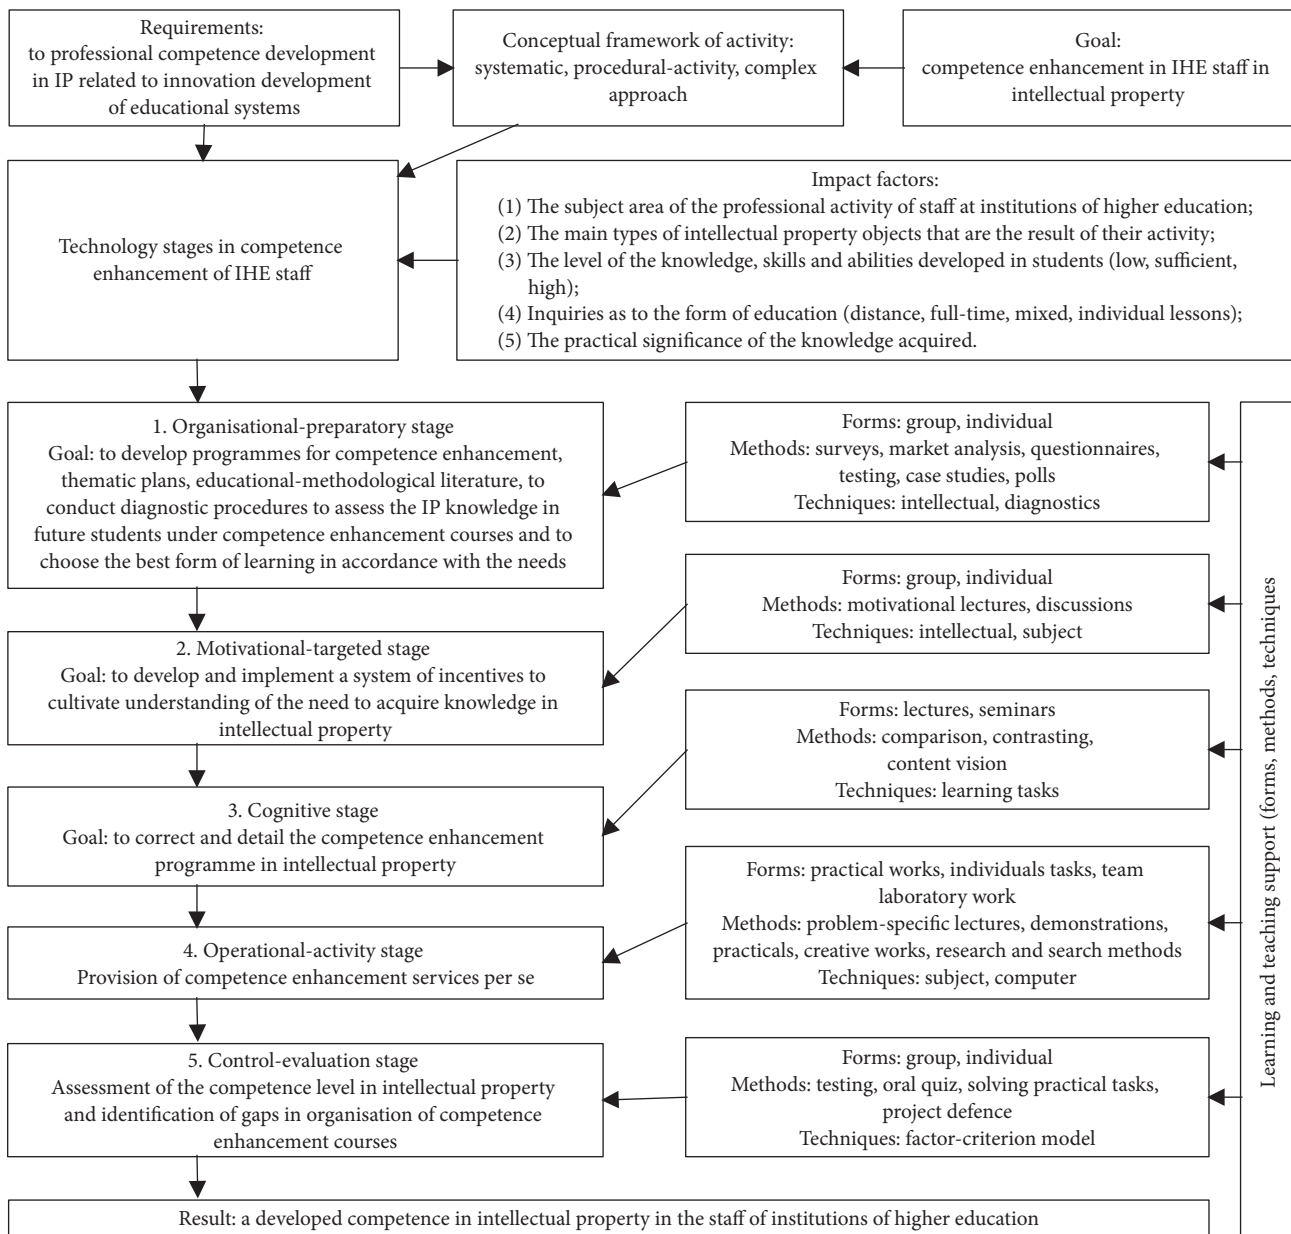 Requirements:
to professional competence development
in IP related to innovation development
of educational systems
Conceptual framework of activity:
systematic, procedural-activity, complex
approach
Goal:
competence enhancement in IHE staff in
intellectual property
Technology stages in competence
enhancement of IHE staff
Impact factors:
(1) The subject area of the professional activity of staff at institutions of higher education;
(2) The main types of intellectual property objects that are the result of their activity;
(3) The level of the knowledge, skills and abilities developed in students (low, sufficient,
high);
(4) Inquiries as to the form of education (distance, full-time, mixed, individual lessons);
(5) The practical significance of the knowledge acquired.
1. Organisational-preparatory stage
Goal: to develop programmes for competence enhancement,
thematic plans, educational-methodological literature, to
conduct diagnostic procedures to assess the IP knowledge in
future students under competence enhancement courses and to
choose the best form of learning in accordance with the needs
Forms: group, individual
Methods: surveys, market analysis, questionnaires,
testing, case studies, polls
Techniques: intellectual, diagnostics
2. Motivational-targeted stage
Goal: to develop and implement a system of incentives to
cultivate understanding of the need to acquire knowledge in
intellectual property
Forms: group, individual
Methods: motivational lectures, discussions
Techniques: intellectual, subject
3. Cognitive stage
Goal: to correct and detail the competence enhancement
programme in intellectual property
Forms: lectures, seminars
Methods: comparison, contrasting,
content vision
Techniques: learning tasks
4. Operational-activity stage
Provision of competence enhancement services per se
Forms: practical works, individuals tasks, team
laboratory work
Methods: problem-specific lectures, demonstrations,
practicals, creative works, research and search methods
Techniques: subject, computer
5. Control-evaluation stage
Assessment of the competence level in intellectual property
and identification of gaps in organisation of competence
enhancement courses
Forms: group, individual
Methods: testing, oral quiz, solving practical tasks,
project defence
Techniques: factor-criterion model
Learning and teaching support (forms, methods, techniques
Result: a developed competence in intellectual property in the staff of institutions of higher education